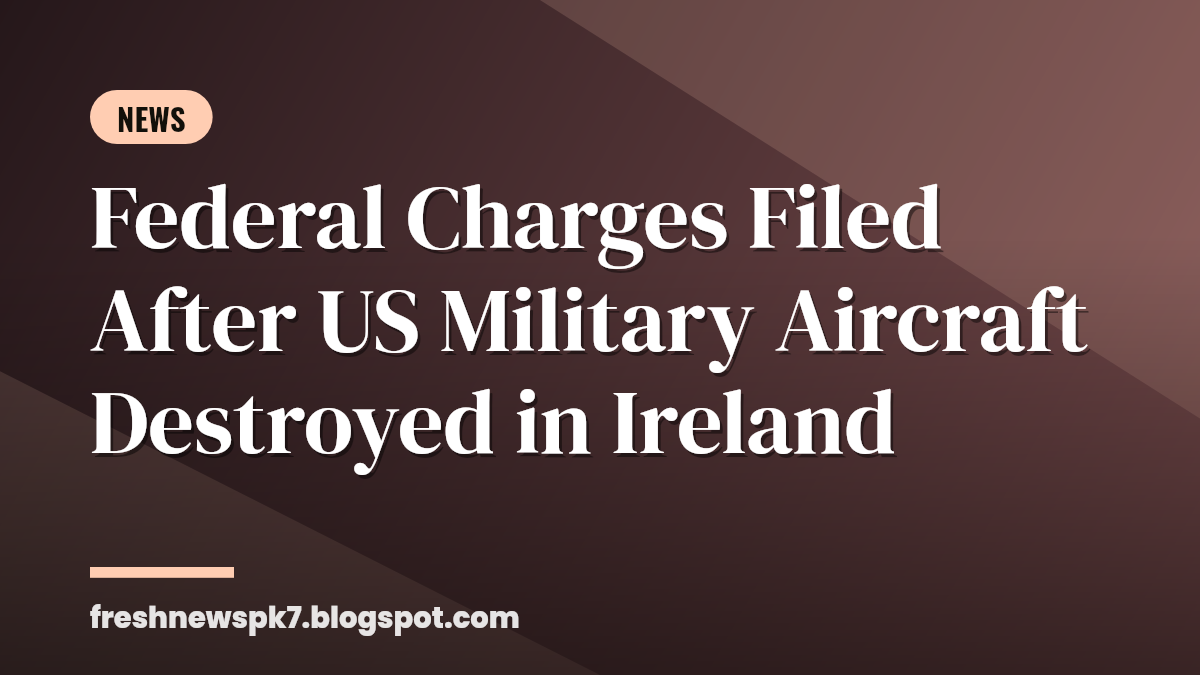 NEWS
Federal Charges Filed
After US Military Aircraft
Destroyed in Ireland
freshnewspk7.blogspot.com